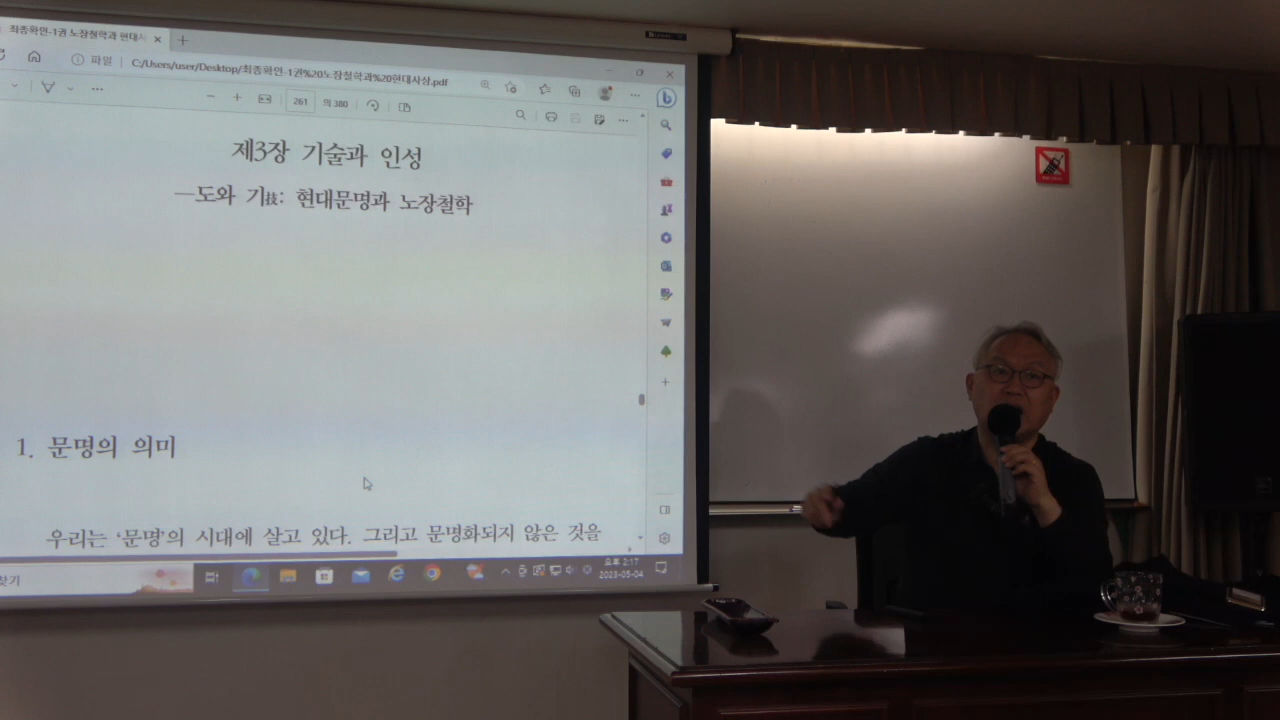 최종확인-1권 노장철학과 현대사
파일
C:/Users/user/Desktop/최종확인-1권%20노장철학과%20현대사상.pdf
261 의 380
제3장 기술과 인성
—도와 기技: 현대문명과 노장철학
1. 문명의 의미
우리는 ‘문명’의 시대에 살고 있다. 그리고 문명화되지 않은 것을
찾기
오후 2:17
2023-05-04